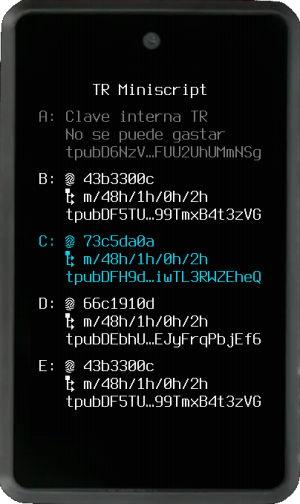 TR Miniscript
A: Clave interna TR
No se puede gastar
tpubD6NzV…FUU2UhUMmNSg
B: 43b3300c
m/48h/1h/0h/2h
tpubDF5TU…99TmxB4t3zVG
C: 73c5da0a
m/48h/1h/0h/2h
tpubDFH9d…iwTL3RWZEheQ
D: 66c1910d
m/48h/1h/0h/2h
tpubDEbhU…EJyFrqPbjEf6
E: 43b3300c
m/48h/1h/0h/2h
tpubDF5TU…99TmxB4t3zVG